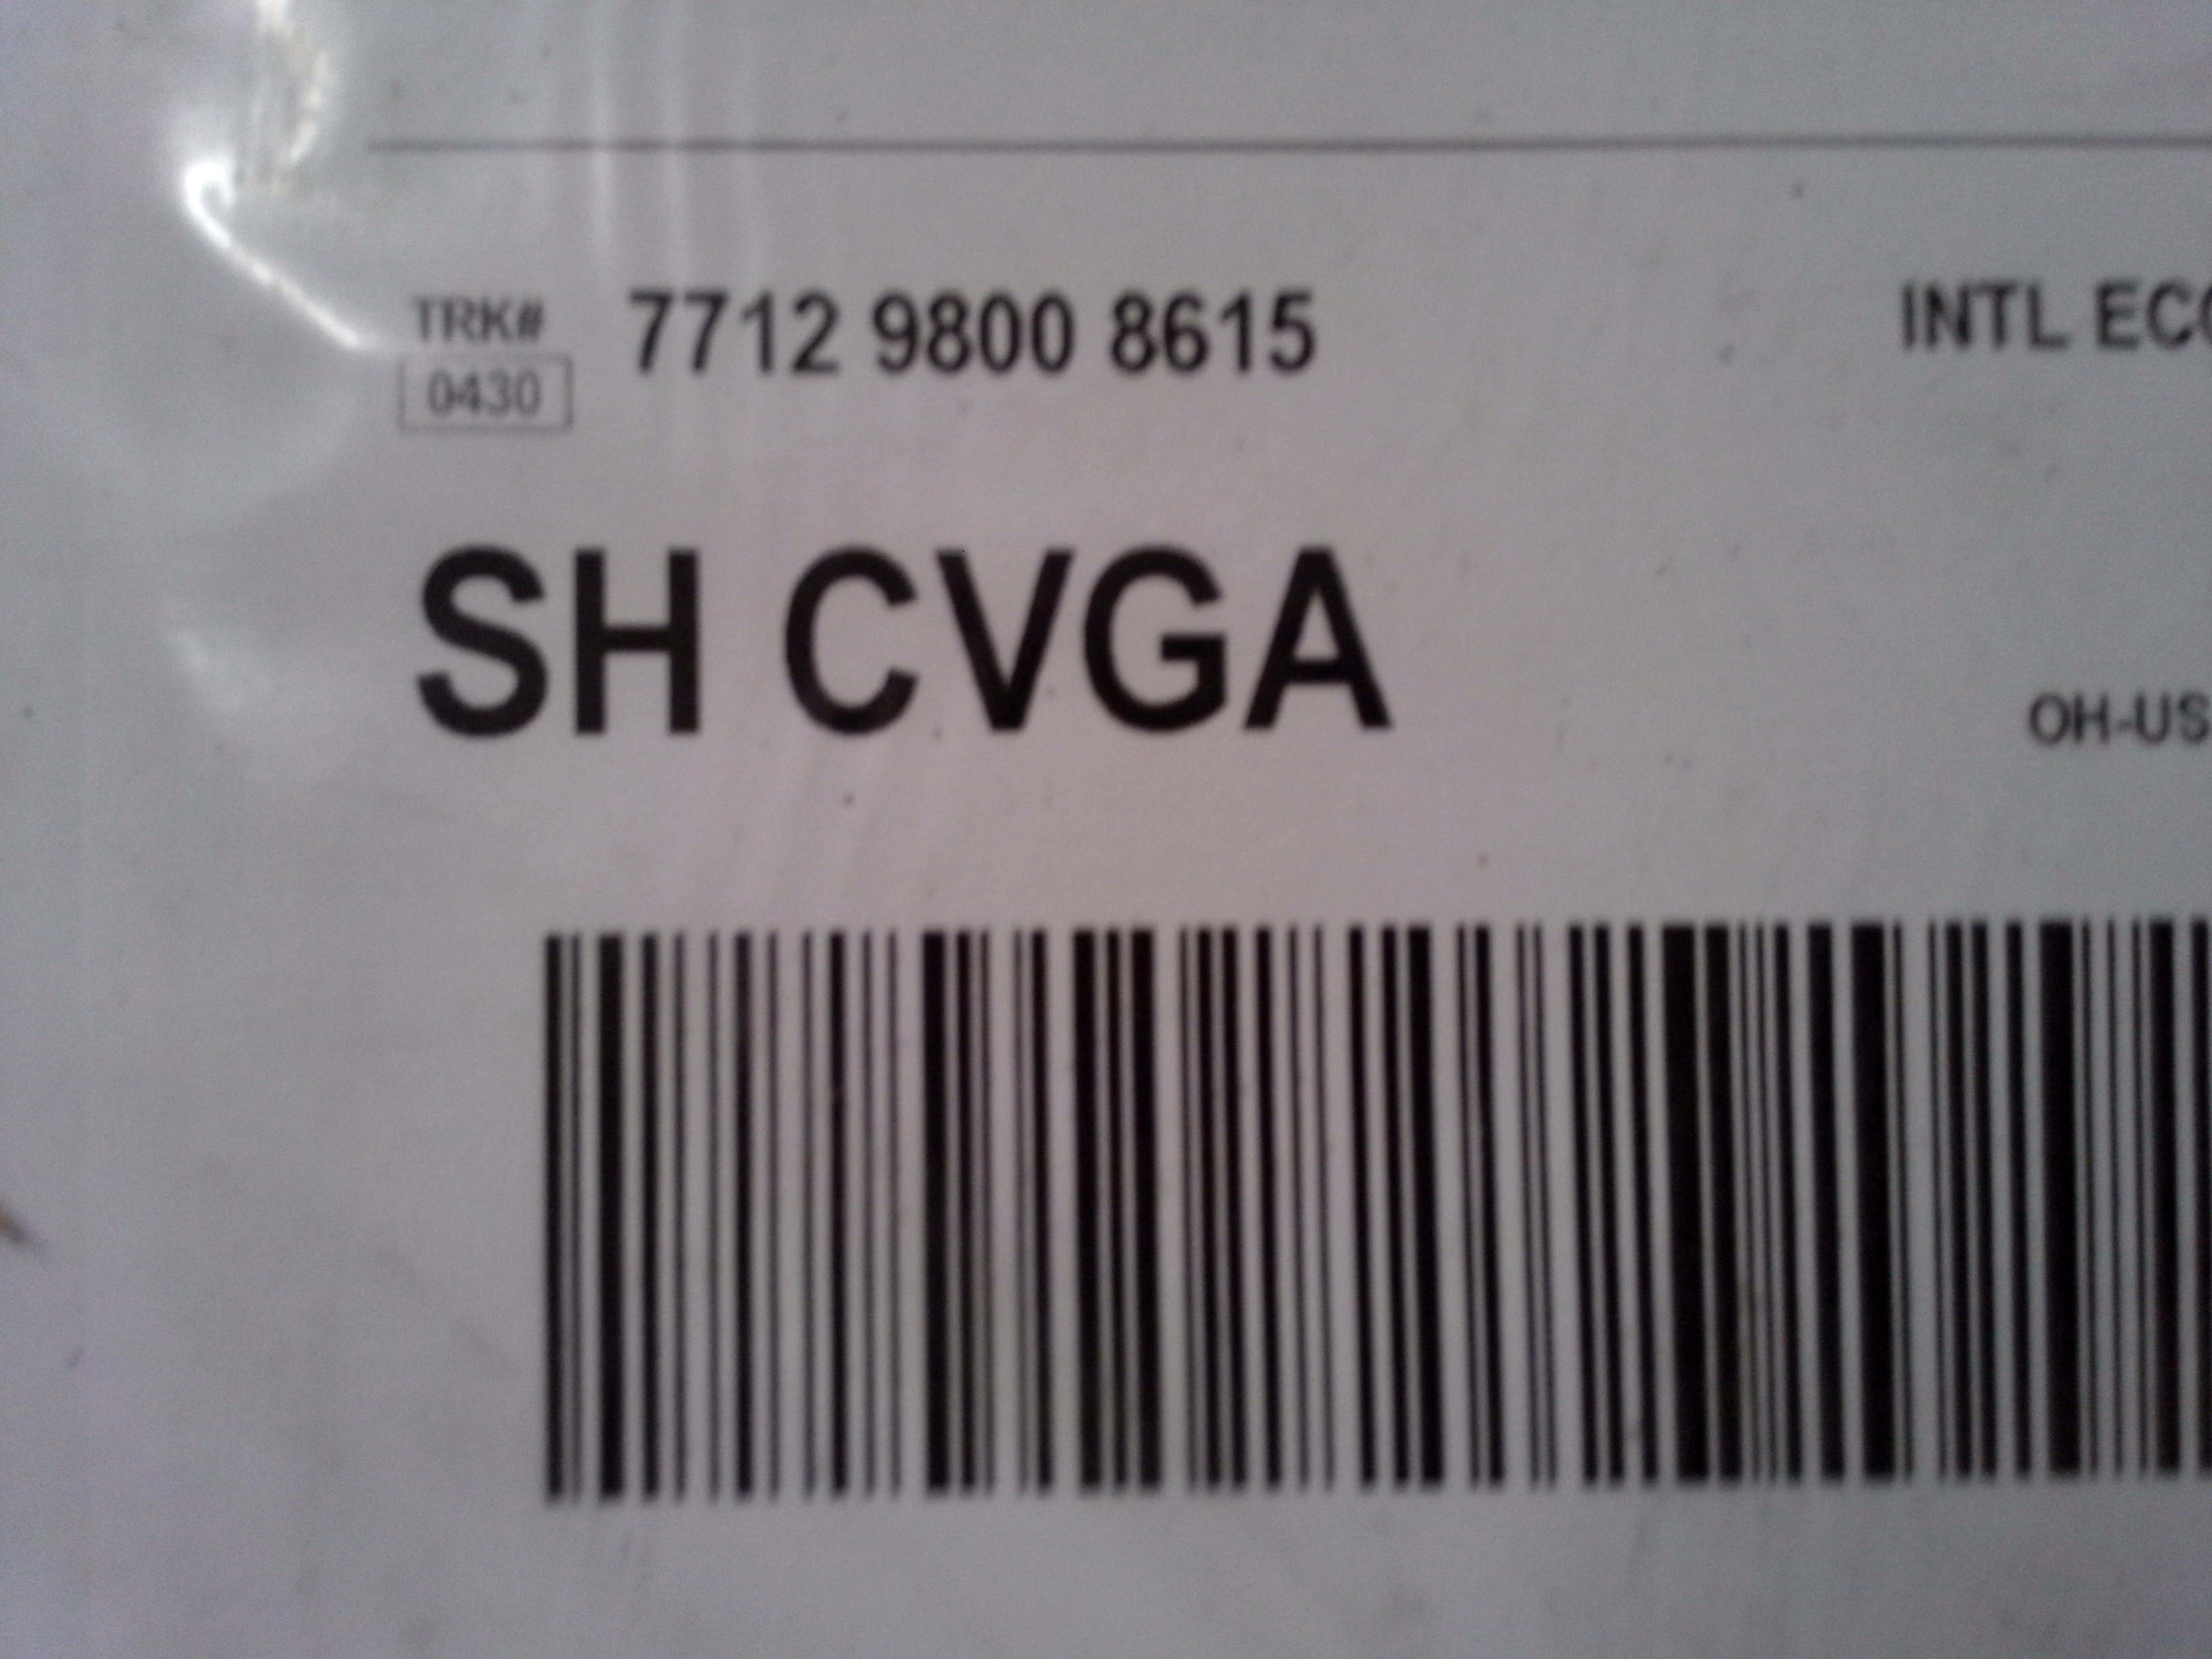 TRK# 7712 9800 8615 INTL EC
0430
SH CVGA
OH-US